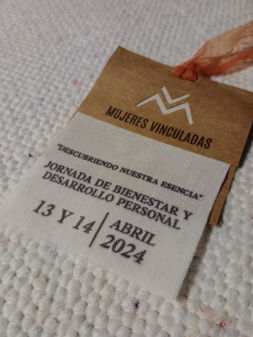 MUJERES VINCULADAS
"DESCUBRIENDO NUESTRA ESENCIA"
JORNADA DE BIENESTAR Y
DESARROLLO PERSONAL
13 Y 14 | ABRIL
2024